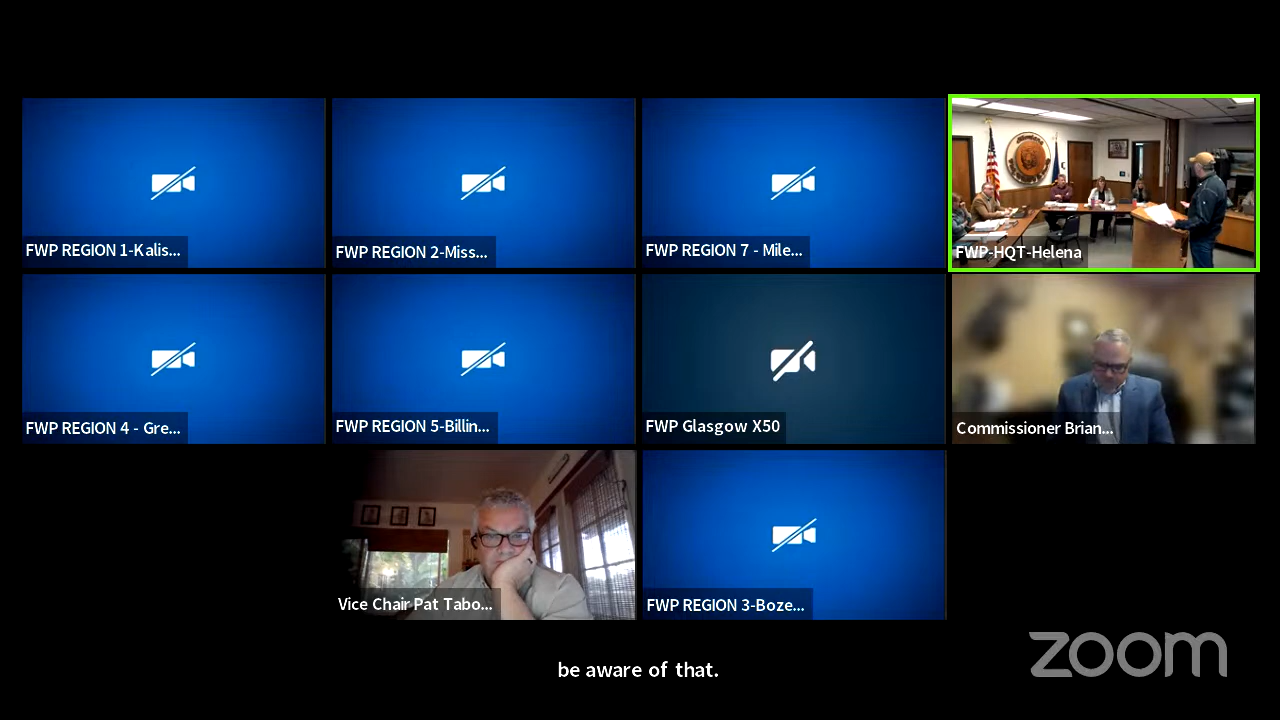 FWP REGION 1-Kalis...
FWP REGION 2-Miss...
FWP REGION 7 - Mile...
FWP-HQT-Helena
FWP REGION 4 - Gre...
FWP REGION 5-Billin...
FWP Glasgow X50
Commissioner Brian...
Vice Chair Pat Tabo...
FWP REGION 3-Boze...
be aware of that.
zoom